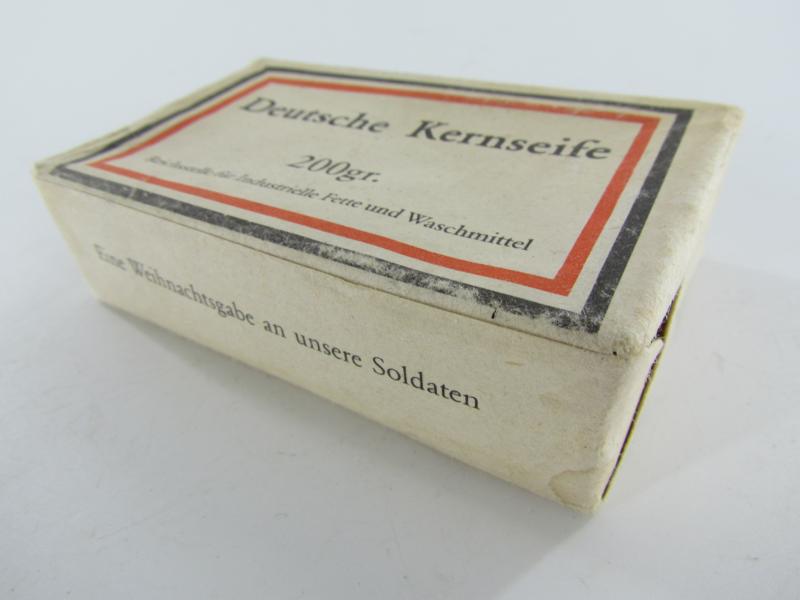 Deutsche Kernseife
200gr.
Reichsstelle für Industrielle Fette und Waschmittel
Eine Weihnachtsgabe an unsere Soldaten